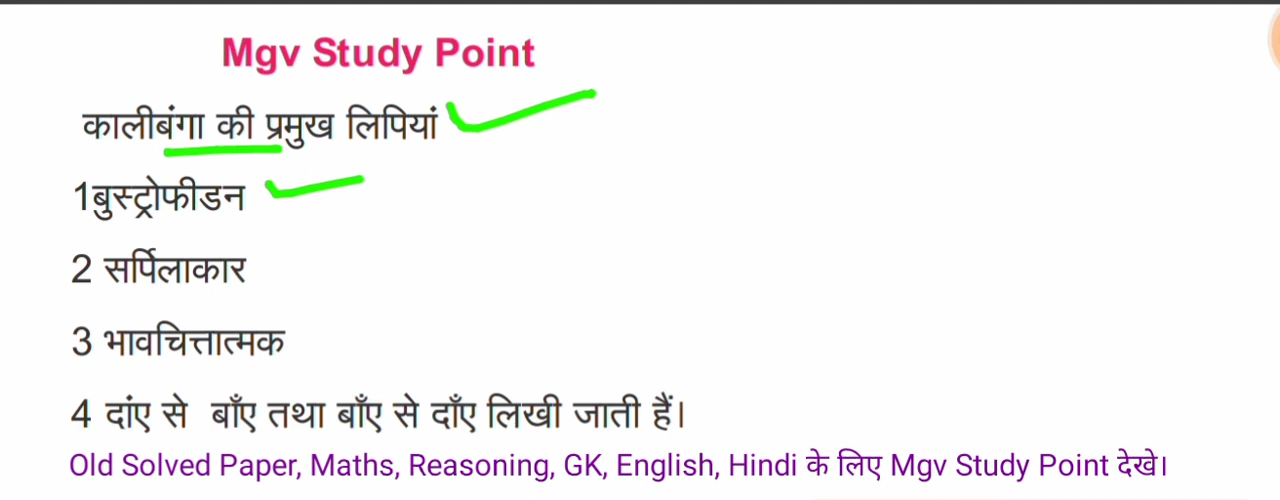 Mgv Study Point
कालीबंगा की प्रमुख लिपियां
1बुस्ट्रोफीडन
2 सर्पिलाकार
3 भावचित्तात्मक
4 दांए से बाँए तथा बाँए से दाँए लिखी जाती हैं।
Old Solved Paper, Maths, Reasoning, GK, English, Hindi के लिए Mgv Study Point देखे।